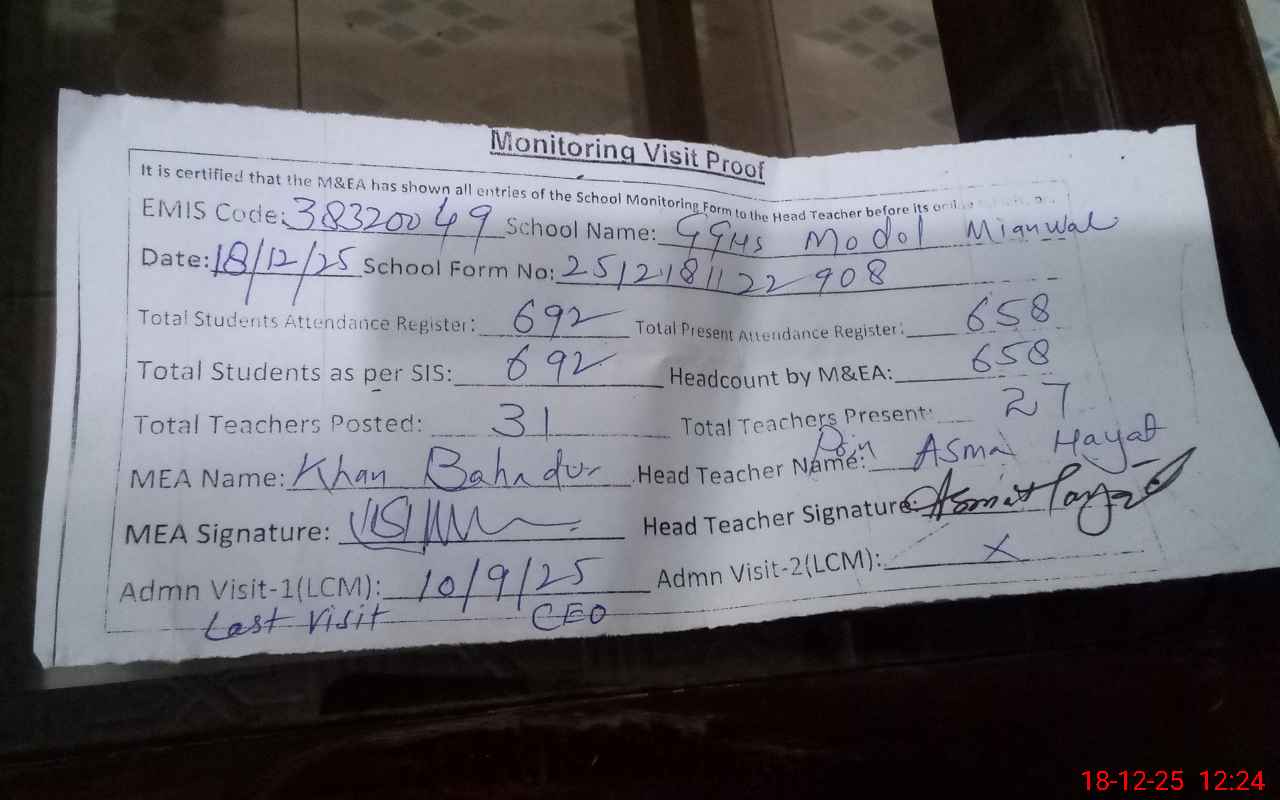 Monitoring Visit Proof
It is certified that the M&EA has shown all entries of the School Monitoring Form to the Head Teacher before its
EMIS Code: 38320049 School Name: GGHS Model Mianwal
Date: 18/12/25 School Form No: 2512181122908
Total Students Attendance Register: 692 Total Present Attendance Register: 658
Total Students as per SIS: 692 Headcount by M&EA: 658
Total Teachers Posted: 31 Total Teachers Present: 27
MEA Name: Khan Bahadur Head Teacher Name: Asma Hayat
MEA Signature: Head Teacher Signature: Asma Hayat
Admn Visit-1(LCM): 10/9/25 Admn Visit-2(LCM): X
Last Visit CEO
18-12-25 12:24